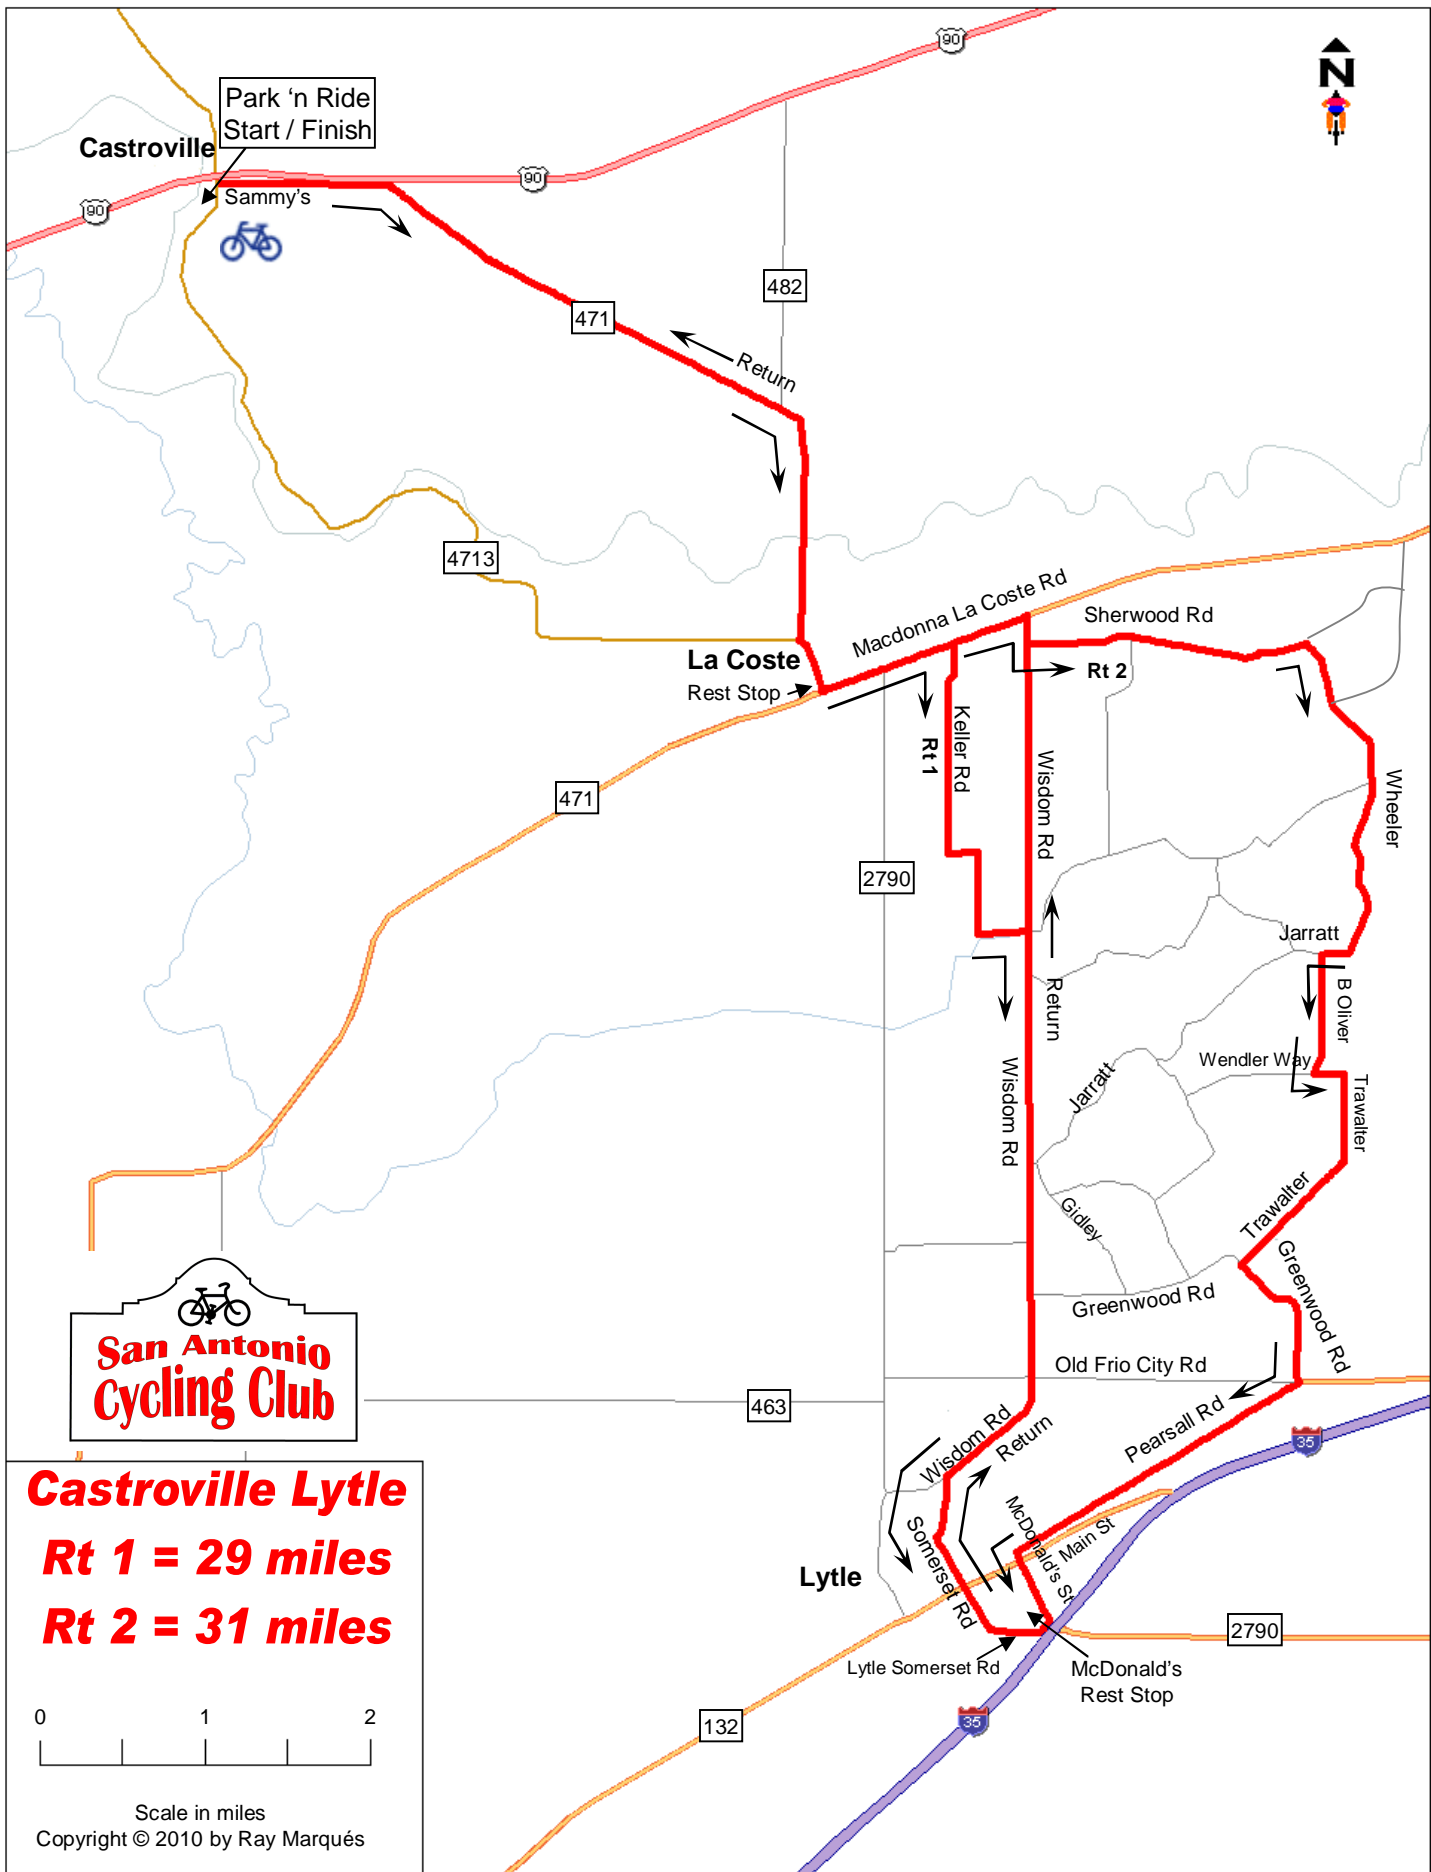 90
N
Park ‘n Ride
Start / Finish
Castroville
90
90
Sammy's
482
471
Return
4713
Macdonna La Coste Rd
Sherwood Rd
La Coste
Rest Stop
Rt 2
Rt 1
Keller Rd
Wisdom Rd
Wheeler
471
2790
Jarratt
Return
B Oliver
Wendler Way
Wisdom Rd
Jarratt
Trawalter
Trawalter
Gidley
Greenwood Rd
Greenwood Rd
San Antonio
Cycling Club
Old Frio City Rd
463
Wisdom Rd
Return
Pearsall Rd
35
Castroville Lytle
Rt 1 = 29 miles
Rt 2 = 31 miles
Somerset Rd
McDonald's St
Main St
Lytle
2790
Lytle Somerset Rd
McDonald's
Rest Stop
35
132
0 1 2
Scale in miles
Copyright © 2010 by Ray Marqués